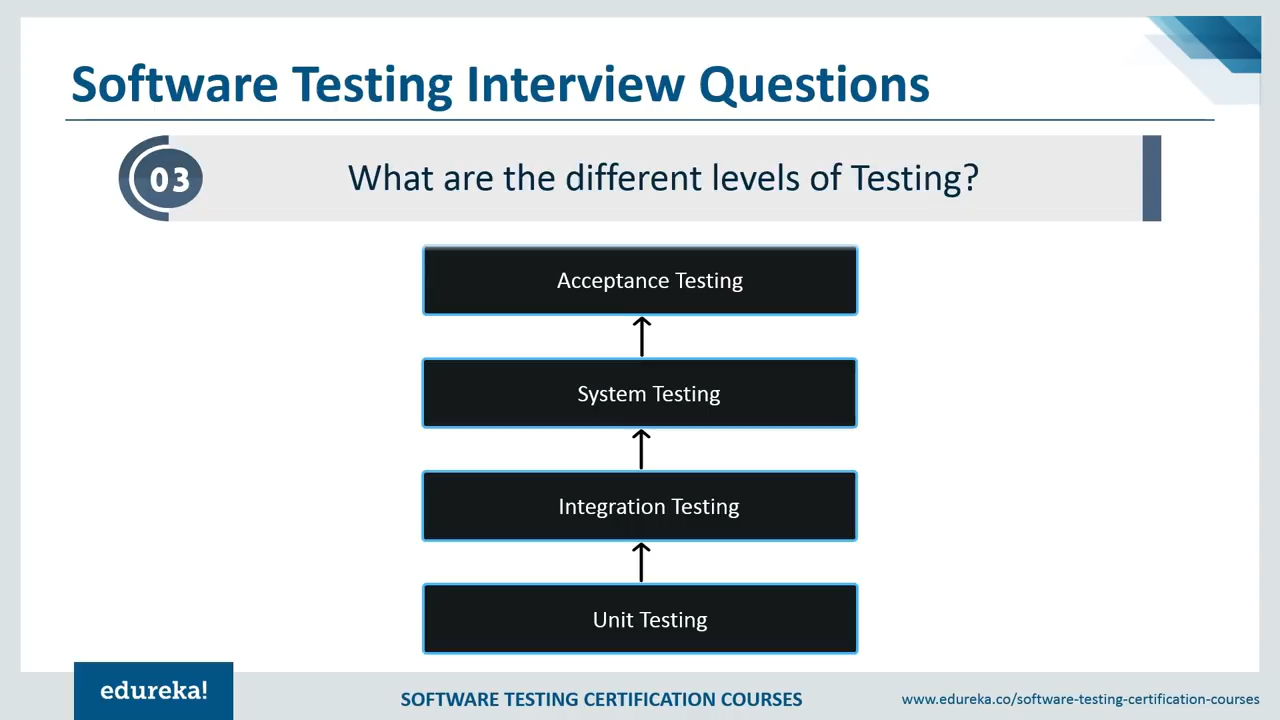 Software Testing Interview Questions
03
What are the different levels of Testing?
Acceptance Testing
System Testing
Integration Testing
Unit Testing
edureka!
SOFTWARE TESTING CERTIFICATION COURSES
www.edureka.co/software-testing-certification-courses